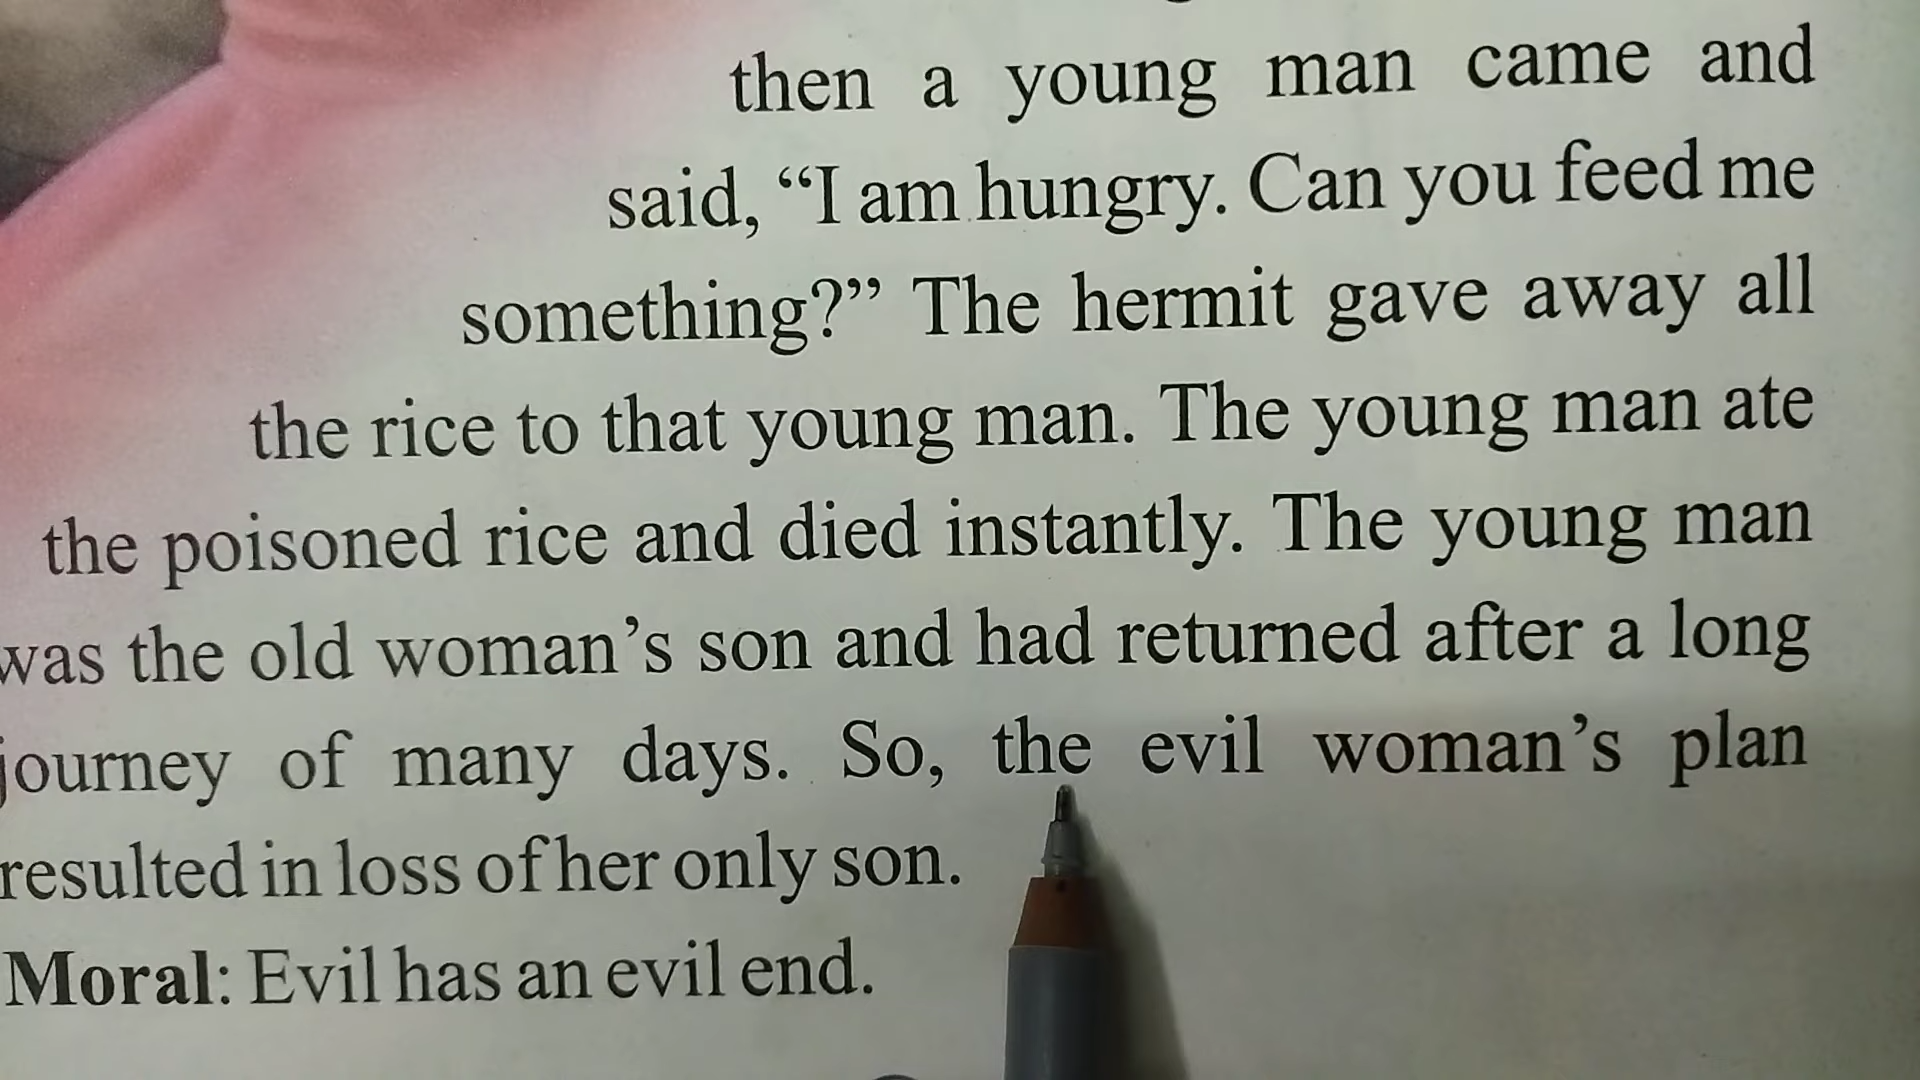 then a young man came and
said, “I am hungry. Can you feed me
something?” The hermit gave away all
the rice to that young man. The young man ate
the poisoned rice and died instantly. The young man
was the old woman’s son and had returned after a long
journey of many days. So, the evil woman’s plan
resulted in loss of her only son.
Moral: Evil has an evil end.